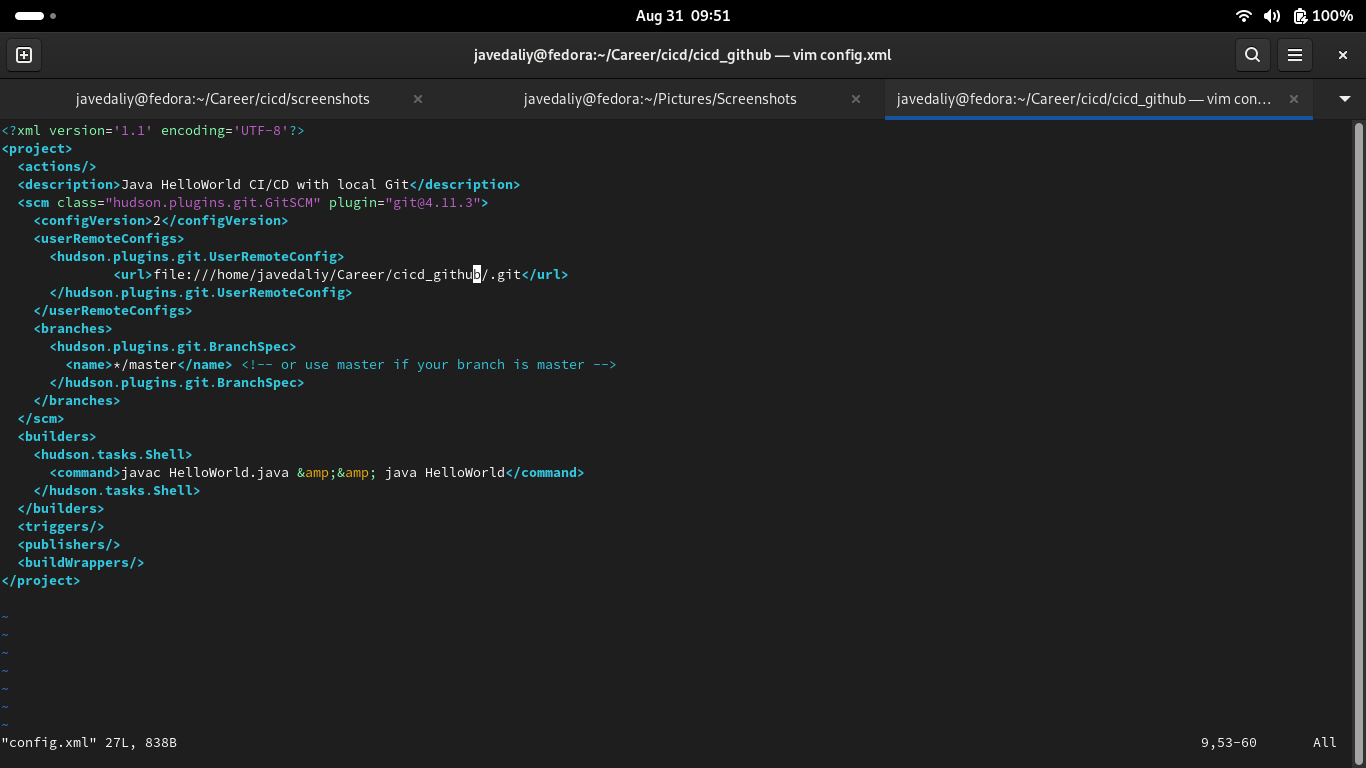 Aug 31 09:51
100%
javedaliy@fedora:~/Career/cicd/cicd_github — vim config.xml
javedaliy@fedora:~/Career/cicd/screenshots
javedaliy@fedora:~/Pictures/Screenshots
javedaliy@fedora:~/Career/cicd/cicd_github — vim con…
<?xml version='1.1' encoding='UTF-8'?>
<project>
  <actions/>
  <description>Java HelloWorld CI/CD with local Git</description>
  <scm class="hudson.plugins.git.GitSCM" plugin="git@4.11.3">
    <configVersion>2</configVersion>
    <userRemoteConfigs>
      <hudson.plugins.git.UserRemoteConfig>
              <url>file:///home/javedaliy/Career/cicd_github/.git</url>
      </hudson.plugins.git.UserRemoteConfig>
    </userRemoteConfigs>
    <branches>
      <hudson.plugins.git.BranchSpec>
        <name>*/master</name> <!-- or use master if your branch is master -->
      </hudson.plugins.git.BranchSpec>
    </branches>
  </scm>
  <builders>
    <hudson.tasks.Shell>
      <command>javac HelloWorld.java &amp;&amp; java HelloWorld</command>
    </hudson.tasks.Shell>
  </builders>
  <triggers/>
  <publishers/>
  <buildWrappers/>
</project>
~
~
~
~
~
~
~
"config.xml" 27L, 838B 9,53-60 All